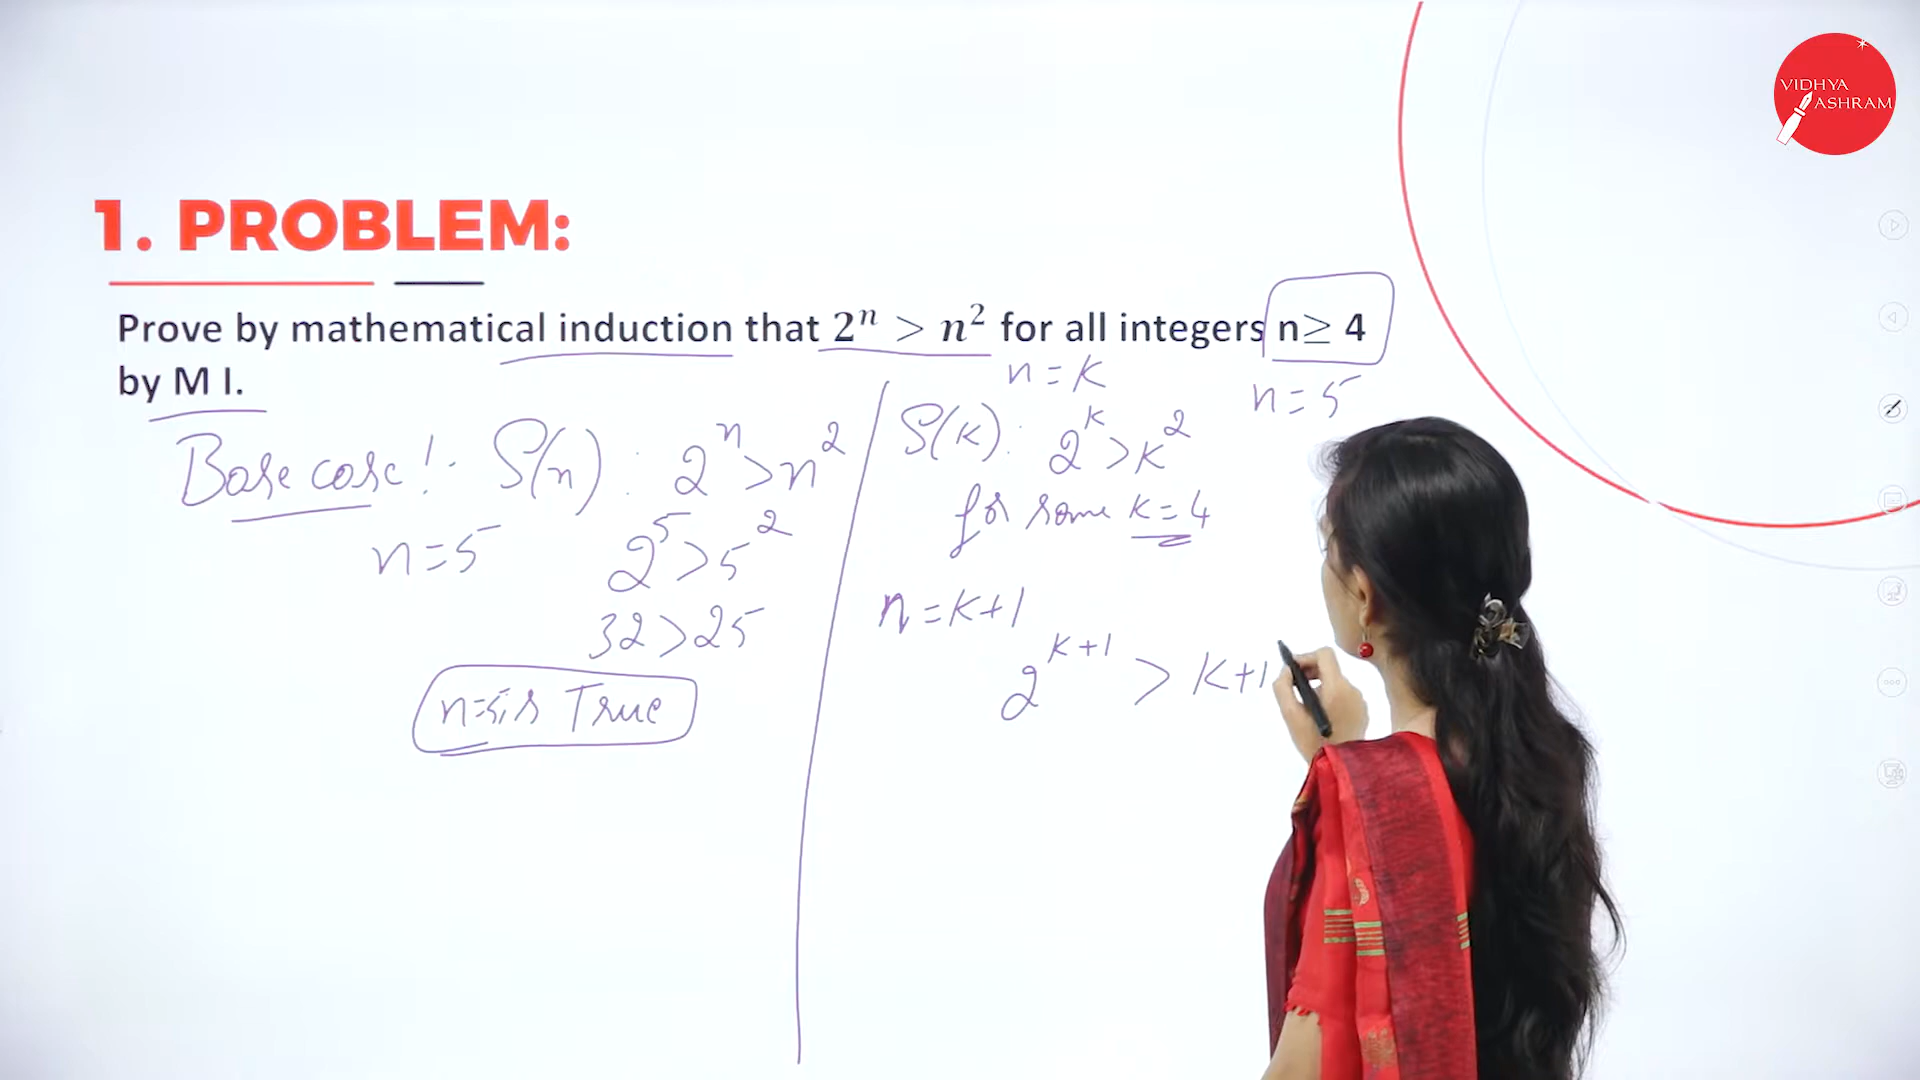 VIDHYA
ASHRAM
1. PROBLEM:
Prove by mathematical induction that 2ⁿ > n² for all integers n≥ 4
by M I.
Base case! . S(n) : 2ⁿ > n²
n=5 2⁵ > 5²
32 > 25
n=5 is True
n = k
n = 5
S(k) : 2ᵏ > k²
for some k = 4
n = k+1
2ᵏ⁺¹ > k+1